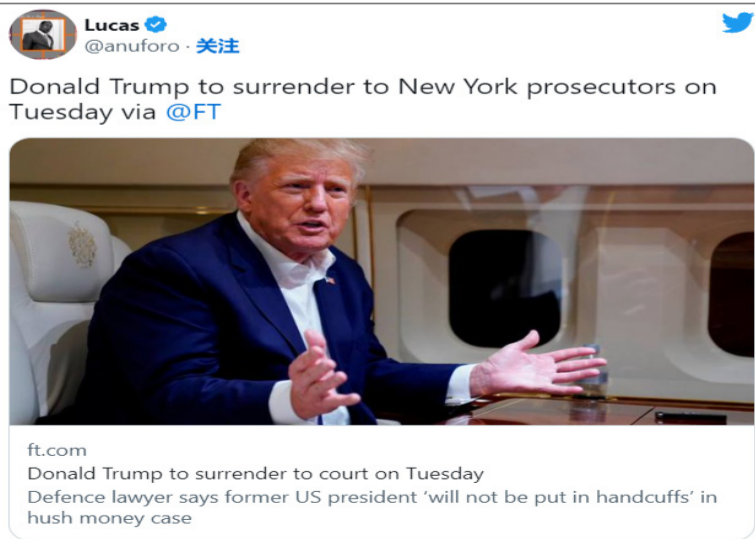 Lucas
@anuforo · 关注
Donald Trump to surrender to New York prosecutors on
Tuesday via @FT
ft.com
Donald Trump to surrender to court on Tuesday
Defence lawyer says former US president ‘will not be put in handcuffs’ in
hush money case